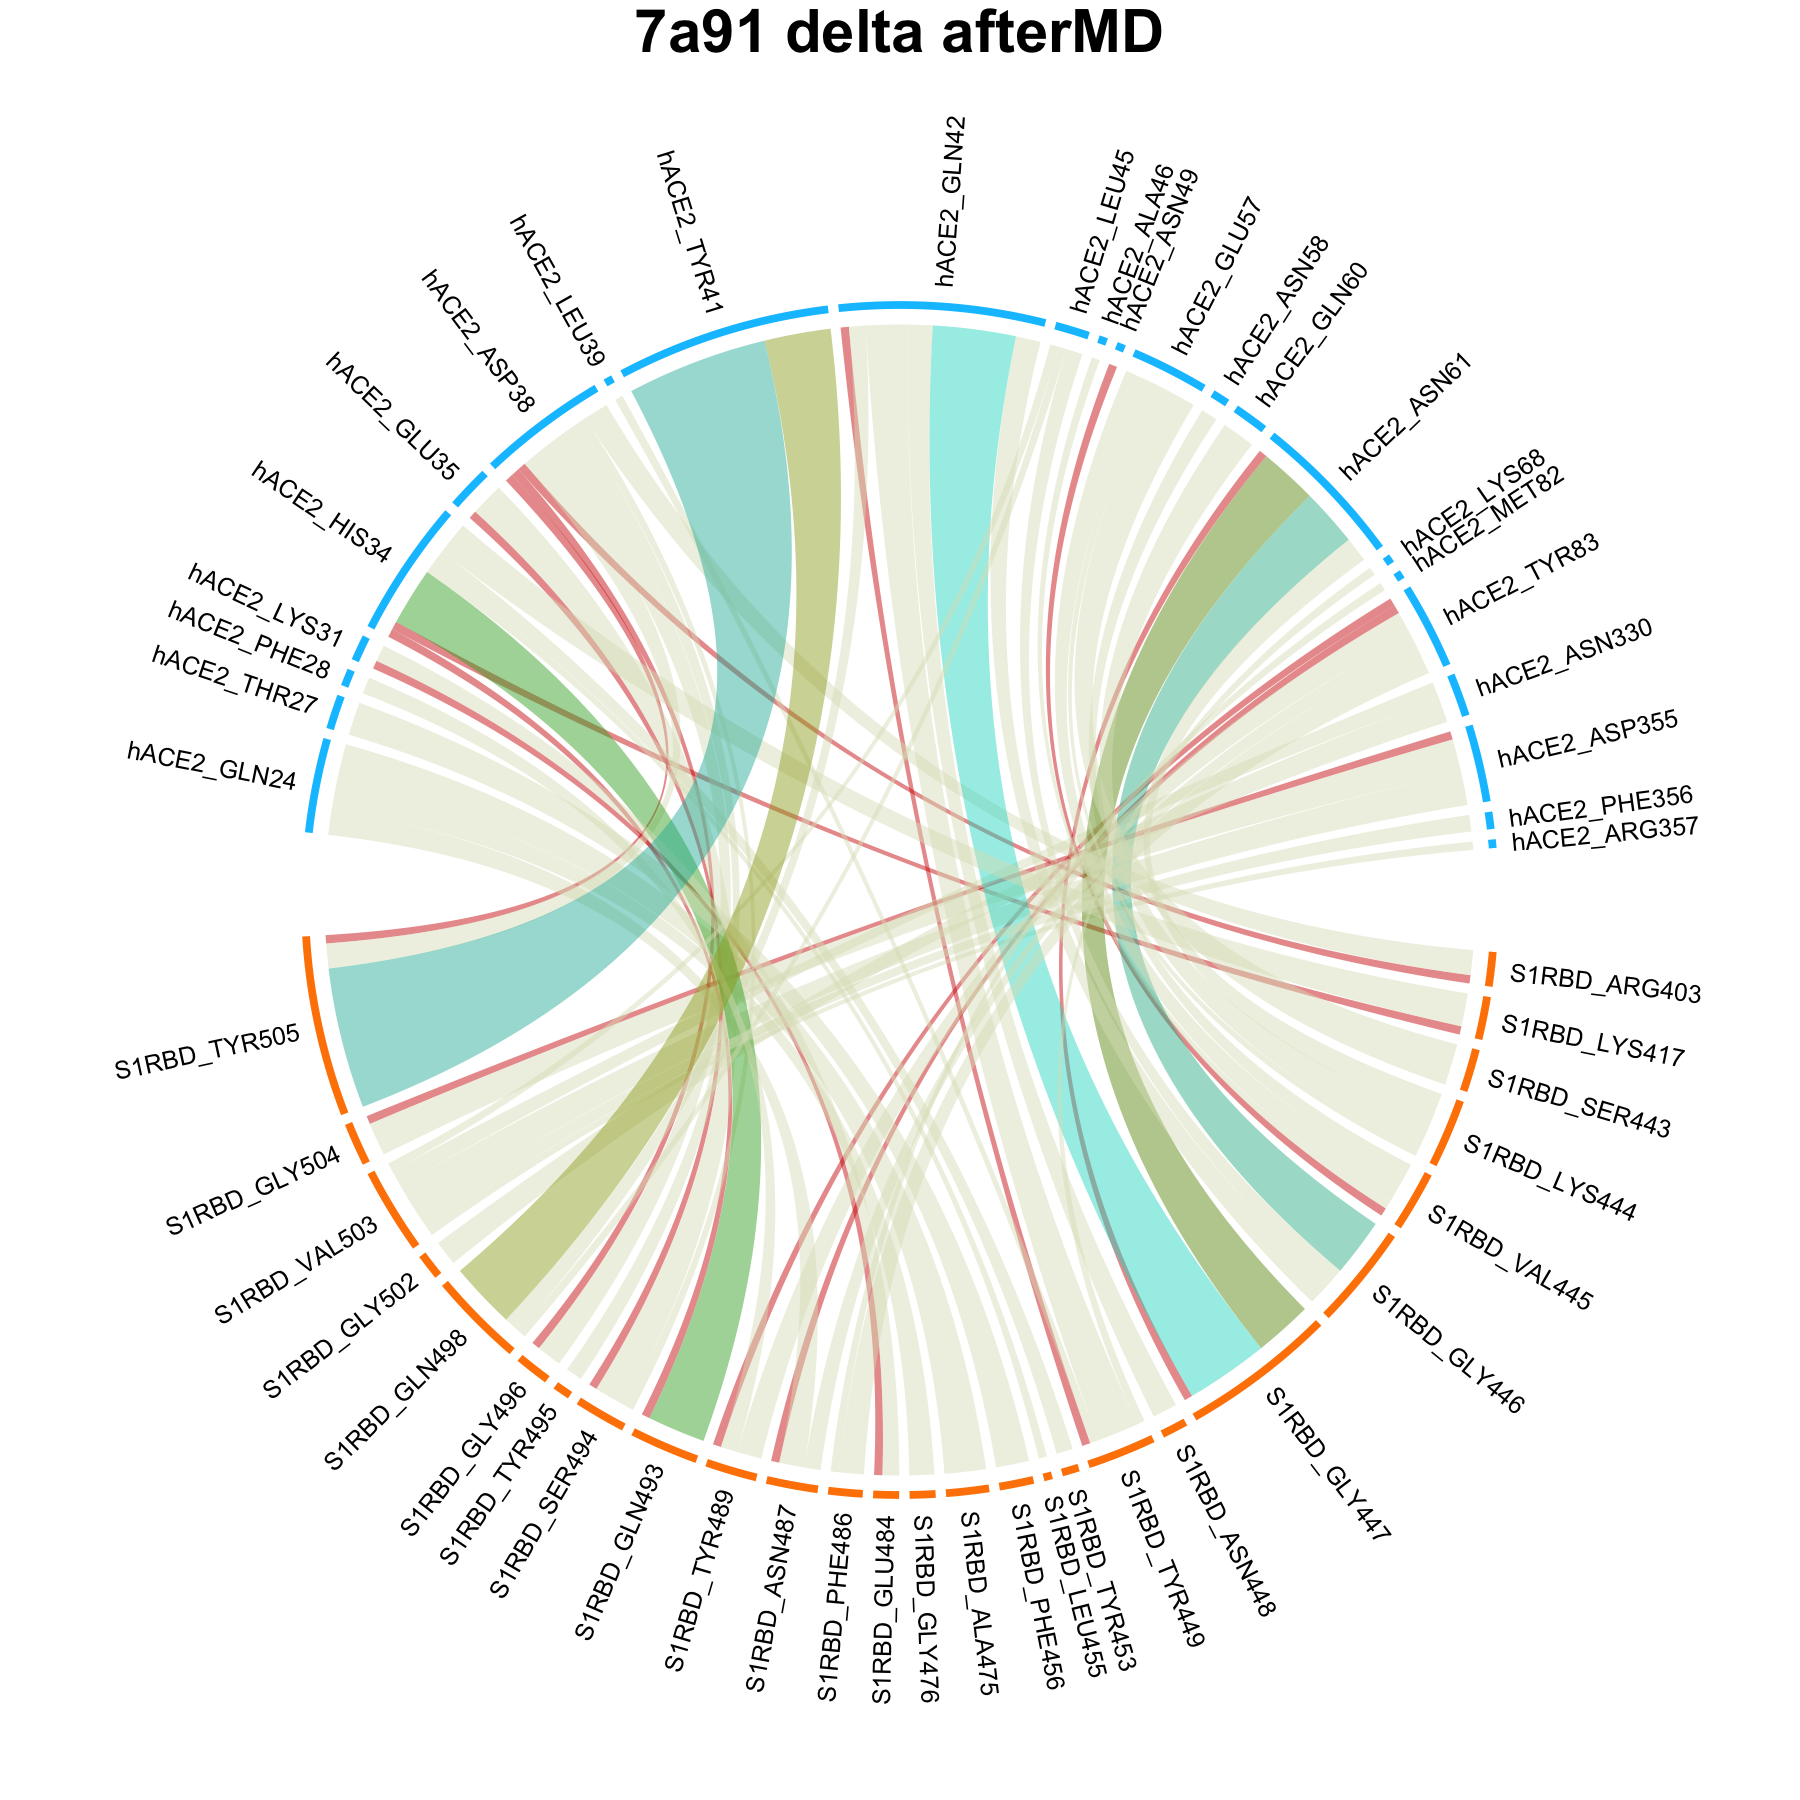 7a91 delta afterMD
hACE2_GLN24
hACE2_THR27
hACE2_PHE28
hACE2_LYS31
hACE2_HIS34
hACE2_GLU35
hACE2_ASP38
hACE2_LEU39
hACE2_TYR41
hACE2_GLN42
hACE2_LEU45
hACE2_ALA46
hACE2_ASN49
hACE2_GLU57
hACE2_ASN58
hACE2_GLN60
hACE2_ASN61
hACE2_LYS68
hACE2_MET82
hACE2_TYR83
hACE2_ASN330
hACE2_ASP355
hACE2_PHE356
hACE2_ARG357
S1RBD_ARG403
S1RBD_LYS417
S1RBD_SER443
S1RBD_LYS444
S1RBD_VAL445
S1RBD_GLY446
S1RBD_GLY447
S1RBD_ASN448
S1RBD_TYR449
S1RBD_TYR453
S1RBD_LEU455
S1RBD_PHE456
S1RBD_ALA475
S1RBD_GLY476
S1RBD_GLU484
S1RBD_PHE486
S1RBD_ASN487
S1RBD_TYR489
S1RBD_GLN493
S1RBD_SER494
S1RBD_TYR495
S1RBD_GLY496
S1RBD_GLN498
S1RBD_GLY502
S1RBD_VAL503
S1RBD_GLY504
S1RBD_TYR505